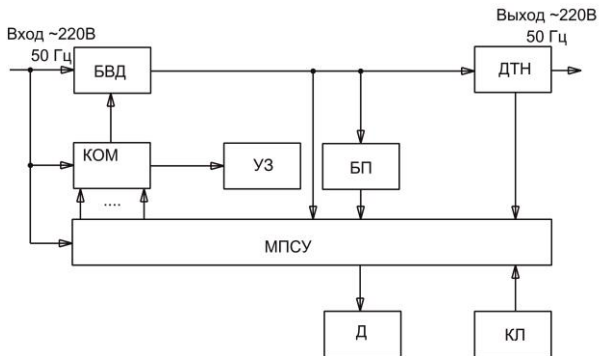 Вход ~220В
50 Гц
Выход ~220В
50 Гц
БВД
ДТН
КОМ
УЗ
БП
....
МПСУ
Д
КЛ